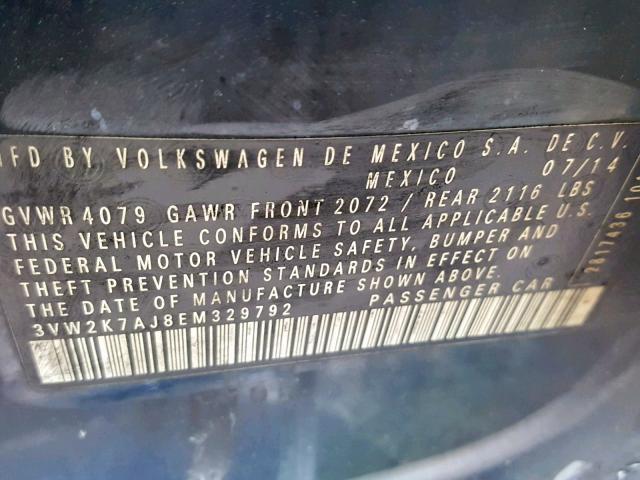 MFD BY VOLKSWAGEN DE MEXICO S.A. DE C.V.
MEXICO 07/14
GVWR 4079 GAWR FRONT 2072 / REAR 2116 LBS
THIS VEHICLE CONFORMS TO ALL APPLICABLE U.S.
FEDERAL MOTOR VEHICLE SAFETY, BUMPER AND
THEFT PREVENTION STANDARDS IN EFFECT ON
THE DATE OF MANUFACTURE SHOWN ABOVE.
3VW2K7AJ8EM329792 PASSENGER CAR
2817438